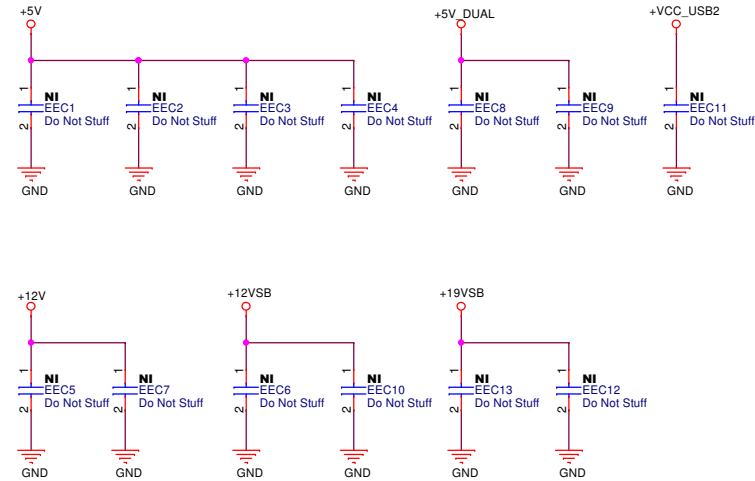 +5V
+5V_DUAL
+VCC_USB2
1 NI 1 NI 1 NI 1 NI 1 NI 1 NI 1 NI
EEC1 EEC2 EEC3 EEC4 EEC8 EEC9 EEC11
2 Do Not Stuff 2 Do Not Stuff 2 Do Not Stuff 2 Do Not Stuff 2 Do Not Stuff 2 Do Not Stuff 2 Do Not Stuff
GND GND GND GND GND GND GND
+12V +12VSB +19VSB
1 NI 1 NI 1 NI 1 NI 1 NI 1 NI
EEC5 EEC7 EEC6 EEC10 EEC13 EEC12
2 Do Not Stuff 2 Do Not Stuff 2 Do Not Stuff 2 Do Not Stuff 2 Do Not Stuff 2 Do Not Stuff
GND GND GND GND GND GND